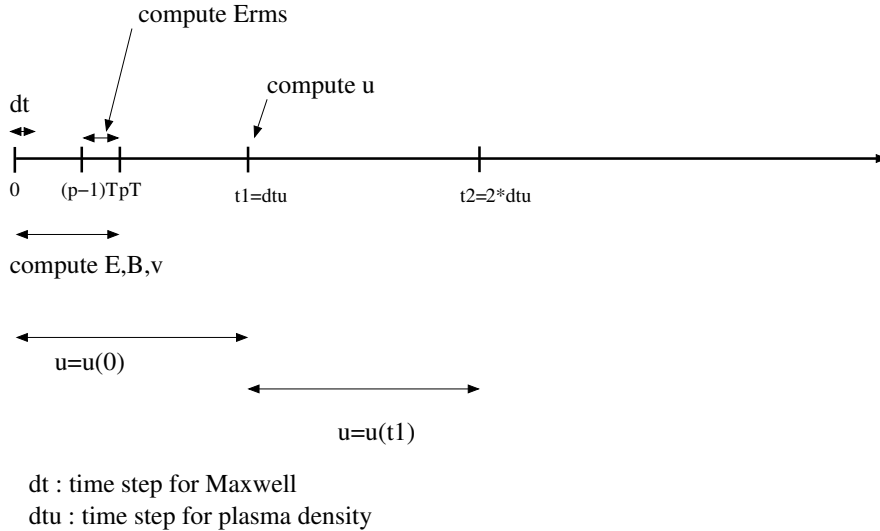 compute Erms
compute u
dt
0
(p−1)T
pT
t1=dtu
t2=2*dtu
compute E,B,v
u=u(0)
u=u(t1)
dt : time step for Maxwell
dtu : time step for plasma density